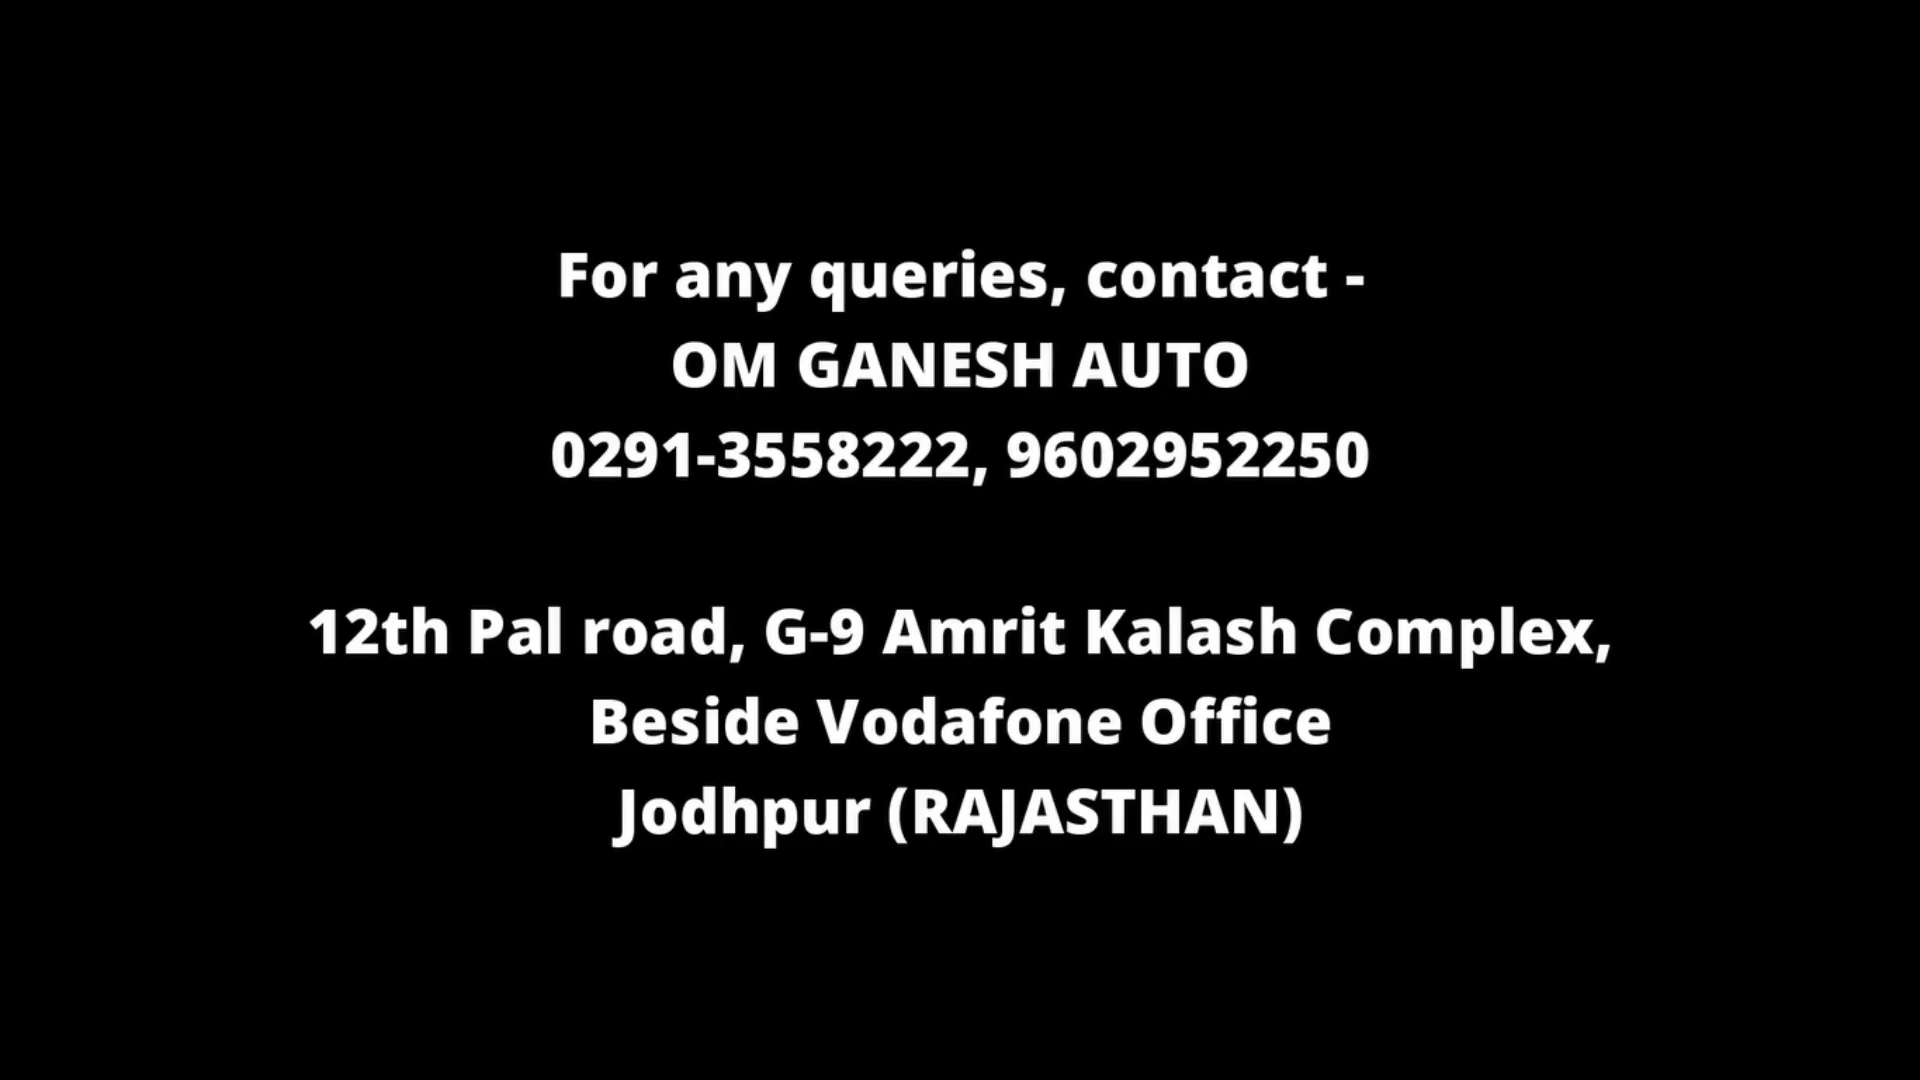 For any queries, contact -
OM GANESH AUTO
0291-3558222, 9602952250
12th Pal road, G-9 Amrit Kalash Complex,
Beside Vodafone Office
Jodhpur (RAJASTHAN)